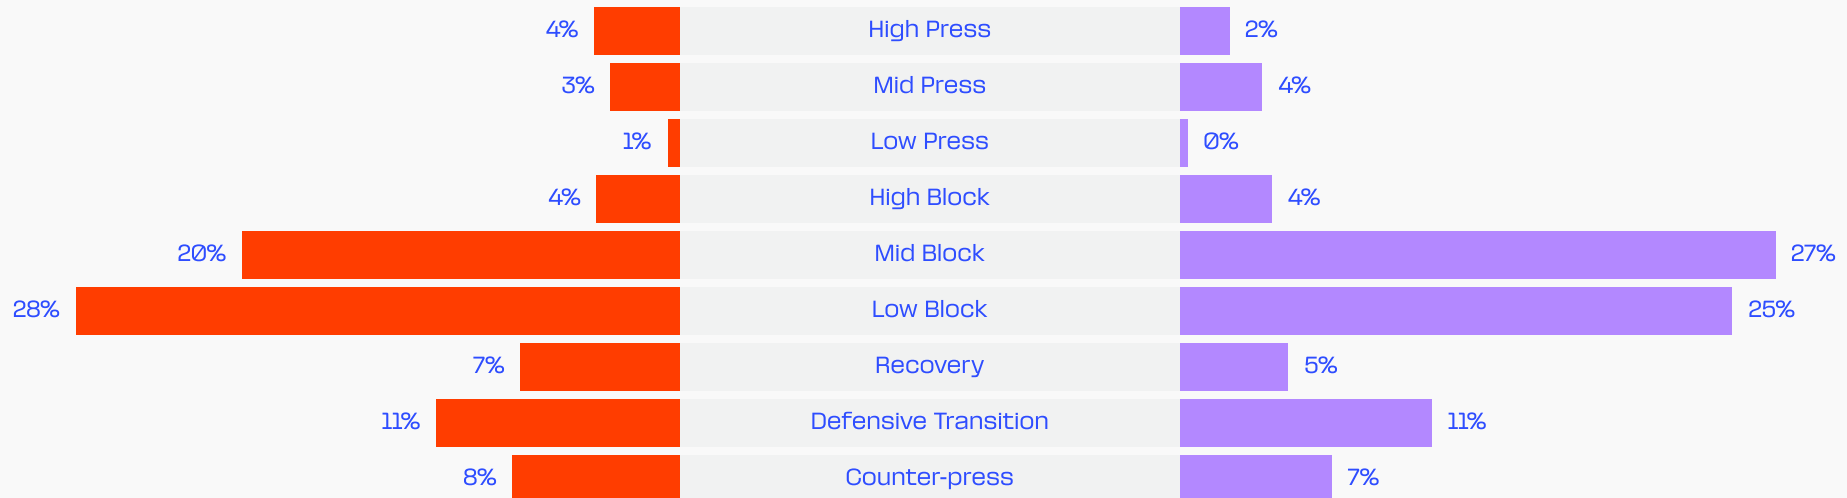 4% High Press 2%
3% Mid Press 4%
1% Low Press 0%
4% High Block 4%
20% Mid Block 27%
28% Low Block 25%
7% Recovery 5%
11% Defensive Transition 11%
8% Counter-press 7%